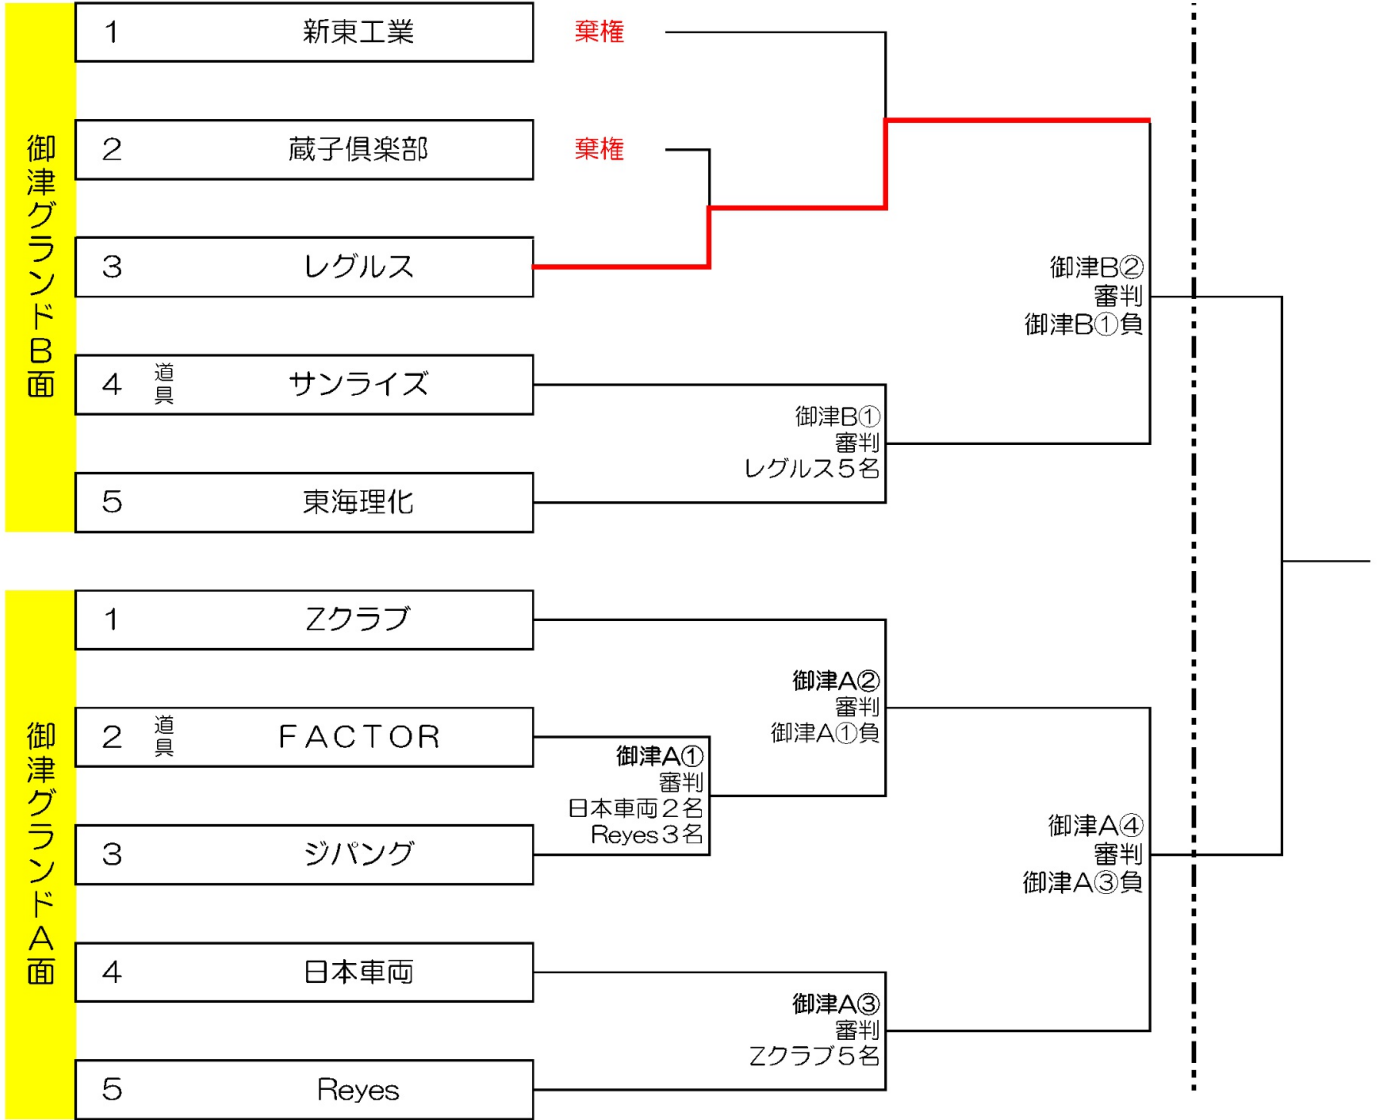 御津グランドB面
1 新東工業 棄権
2 蔵子倶楽部 棄権
3 レグルス
御津B②
審判
御津B①負
4 道具 サンライズ
御津B①
審判
レグルス5名
5 東海理化
御津グランドA面
1 Zクラブ
御津A②
審判
御津A①負
2 道具 FACTOR
御津A①
審判
日本車両2名
Reyes3名
3 ジパング
御津A④
審判
御津A③負
4 日本車両
御津A③
審判
Zクラブ5名
5 Reyes